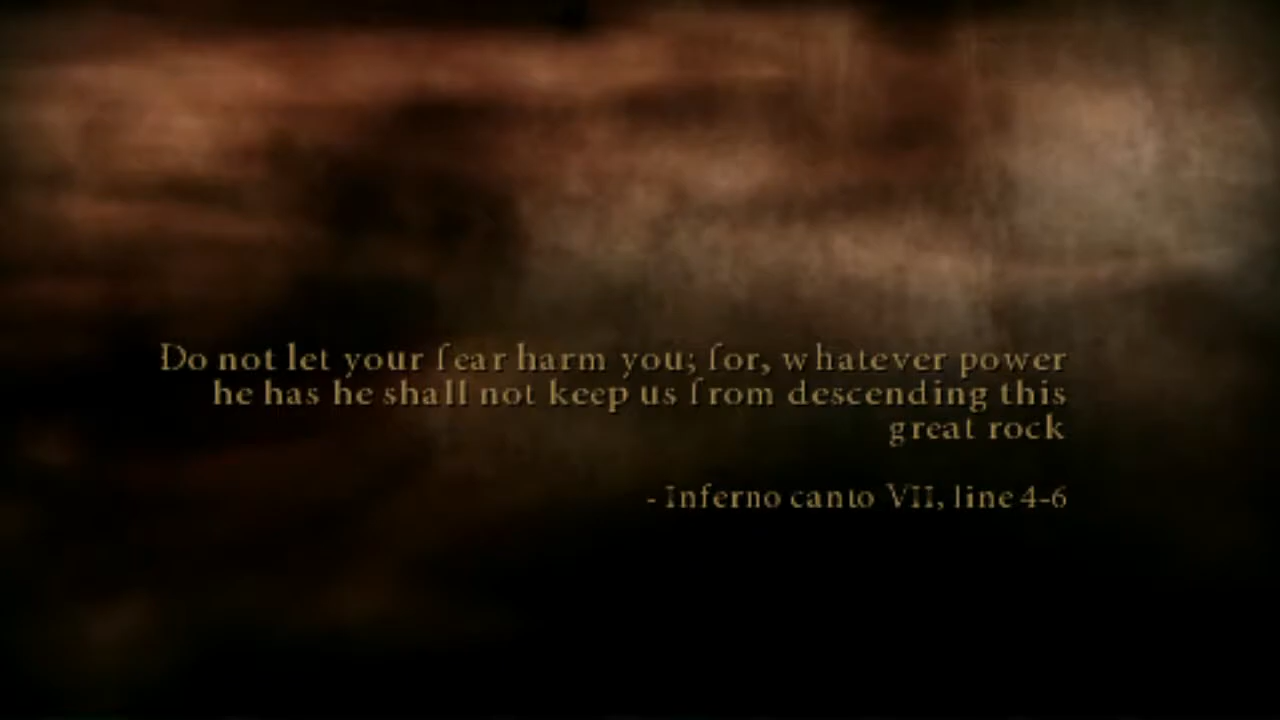 Do not let your fear harm you; for, whatever power
he has he shall not keep us from descending this
great rock
- Inferno canto VII, line 4-6